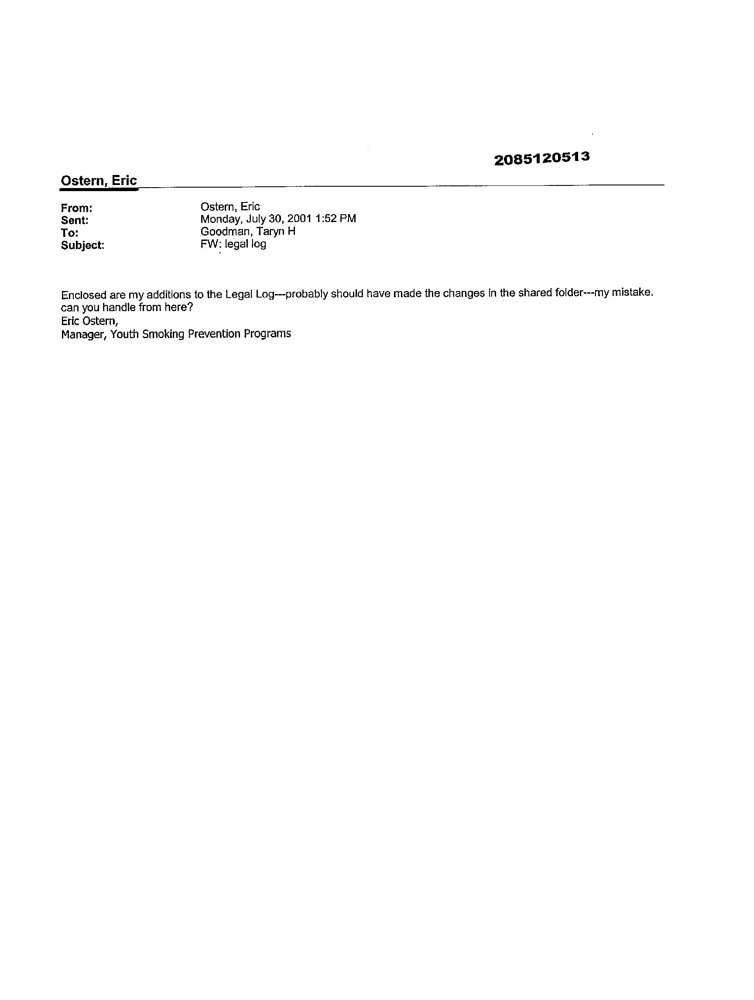 2085120513
Ostern, Eric
From: Ostern, Eric
Sent: Monday, July 30, 2001 1:52 PM
To: Goodman, Taryn H
Subject: FW: legal log
Enclosed are my additions to the Legal Log---probably should have made the changes in the shared folder---my mistake.
can you handle from here?
Eric Ostern,
Manager, Youth Smoking Prevention Programs